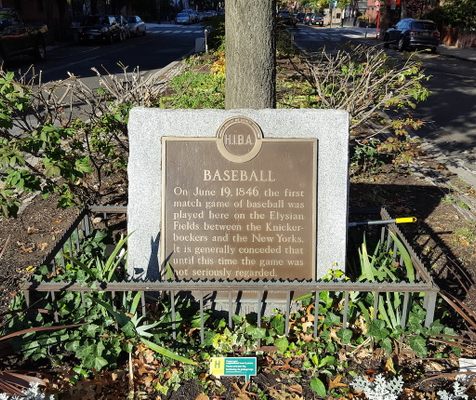 H.I.B.A.
BASEBALL
On June 19, 1846 the first
match game of baseball was
played here on the Elysian
Fields between the Knicker-
bockers and the New Yorks.
It is generally conceded that
until this time the game was
not seriously regarded.
H